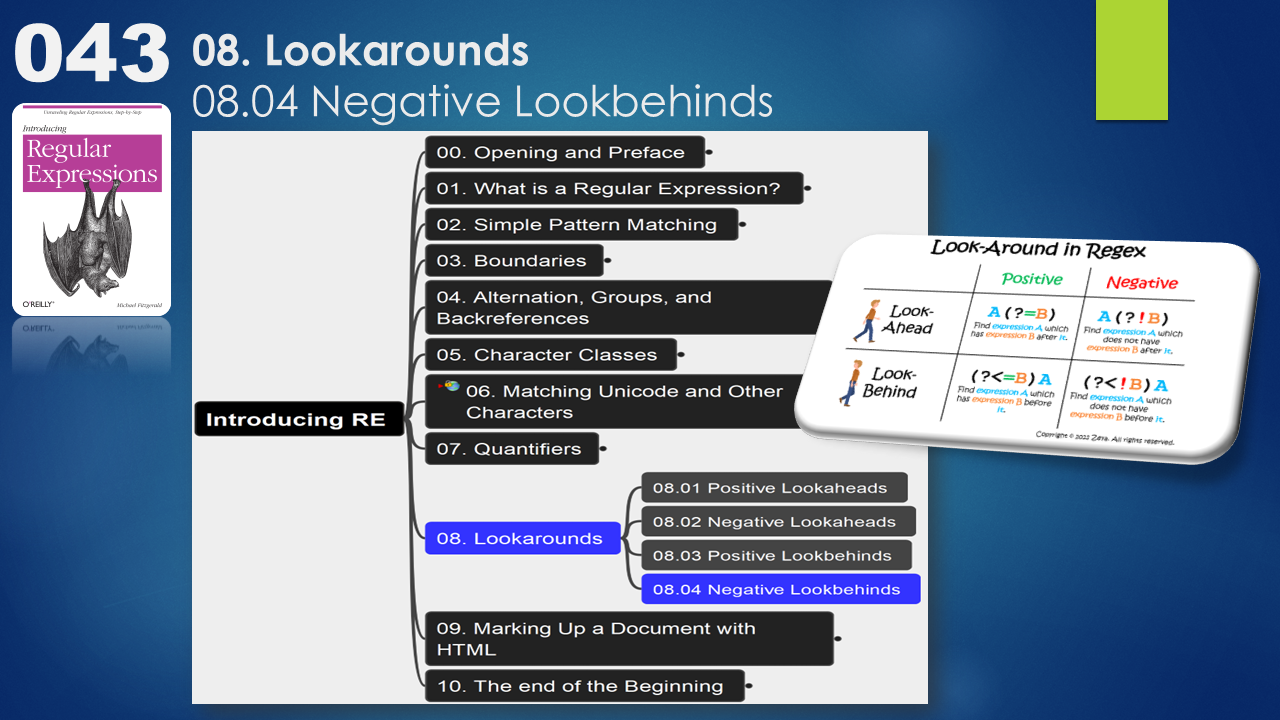 043
08. Lookarounds
08.04 Negative Lookbehinds
Unraveling Regular Expressions, Step-by-Step
Introducing
Regular
Expressions
O'REILLY®
Michael Fitzgerald
Introducing RE
00. Opening and Preface
01. What is a Regular Expression?
02. Simple Pattern Matching
03. Boundaries
04. Alternation, Groups, and
Backreferences
05. Character Classes
06. Matching Unicode and Other
Characters
07. Quantifiers
08. Lookarounds
08.01 Positive Lookaheads
08.02 Negative Lookaheads
08.03 Positive Lookbehinds
08.04 Negative Lookbehinds
09. Marking Up a Document with
HTML
10. The end of the Beginning
Look-Around in Regex
Positive
Negative
Look-
Ahead
A (?=B)
Find expression A which
has expression B after it.
A (?!B)
Find expression A which
does not have
expression B after it.
Look-
Behind
(?<=B) A
Find expression A which
has expression B before
it.
(?<!B) A
Find expression A which
does not have
expression B before it.
Copyright © 2022 Zeya. All rights reserved.